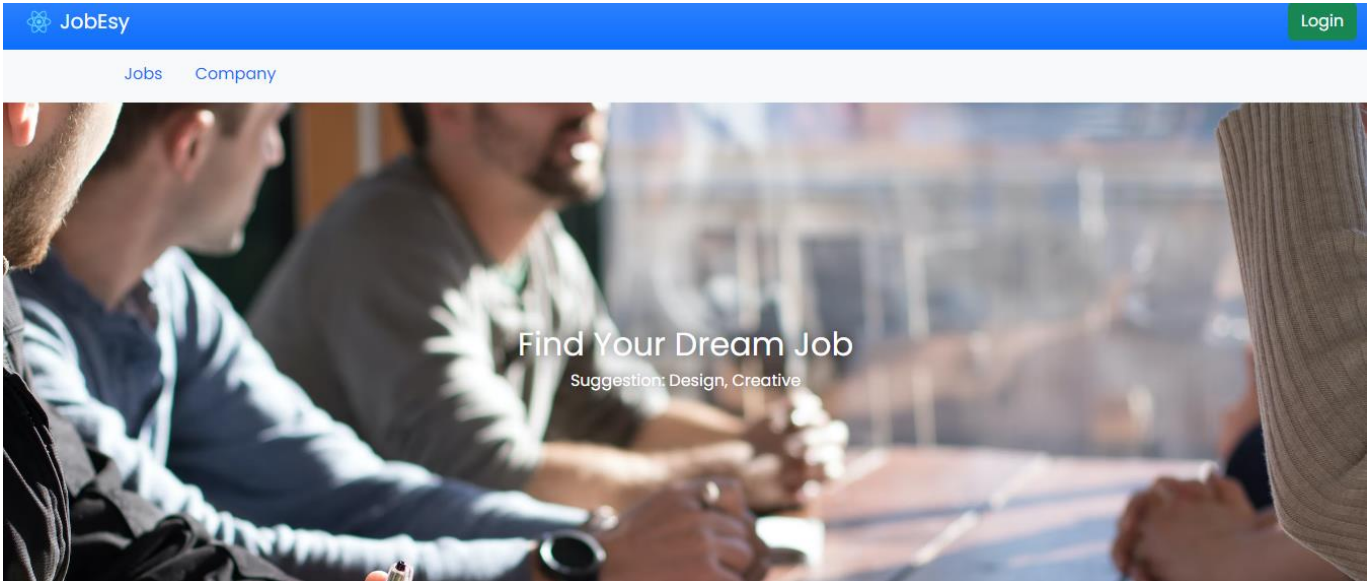 JobEsy
Login
Jobs Company
Find Your Dream Job
Suggestion: Design, Creative